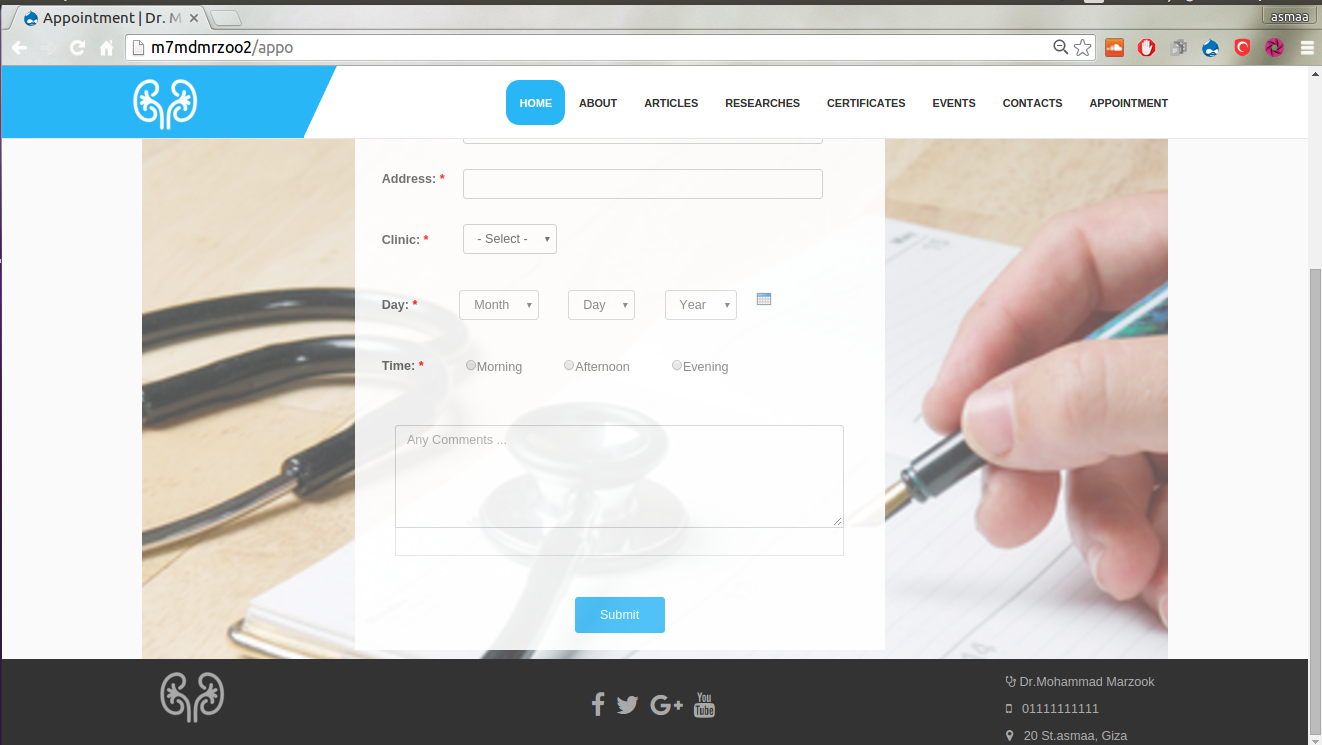 Appointment | Dr. M
asmaa
m7mdmrzoo2/appo
HOME ABOUT ARTICLES RESEARCHES CERTIFICATES EVENTS CONTACTS APPOINTMENT
Address: *
Clinic: * - Select -
Day: * Month Day Year
Time: * Morning Afternoon Evening
Any Comments ...
Submit
Dr.Mohammad Marzook
You
Tube
01111111111
20 St.asmaa, Giza